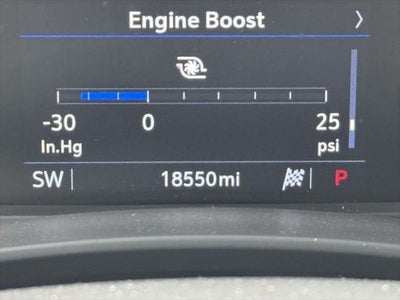 Engine Boost
-30 0 25
In.Hg psi
SW 18550mi P